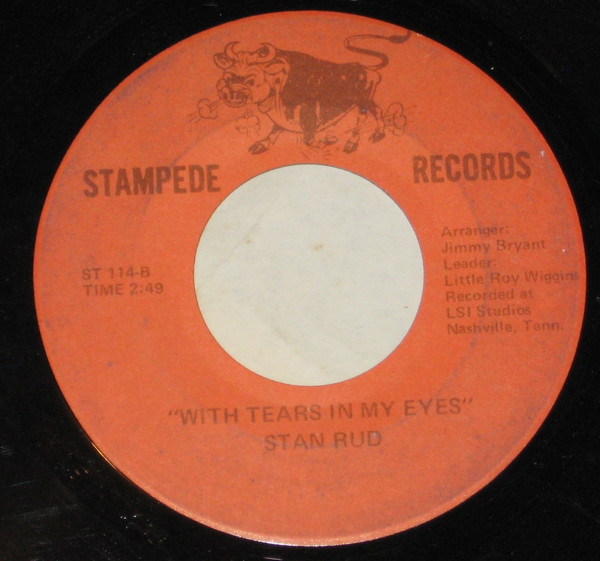 STAMPEDE RECORDS
ST 114-B
TIME 2:49
Arranger:
Jimmy Bryant
Leader:
Little Roy Wiggins
Recorded at
LSI Studios
Nashville, Tenn.
"WITH TEARS IN MY EYES"
STAN RUD